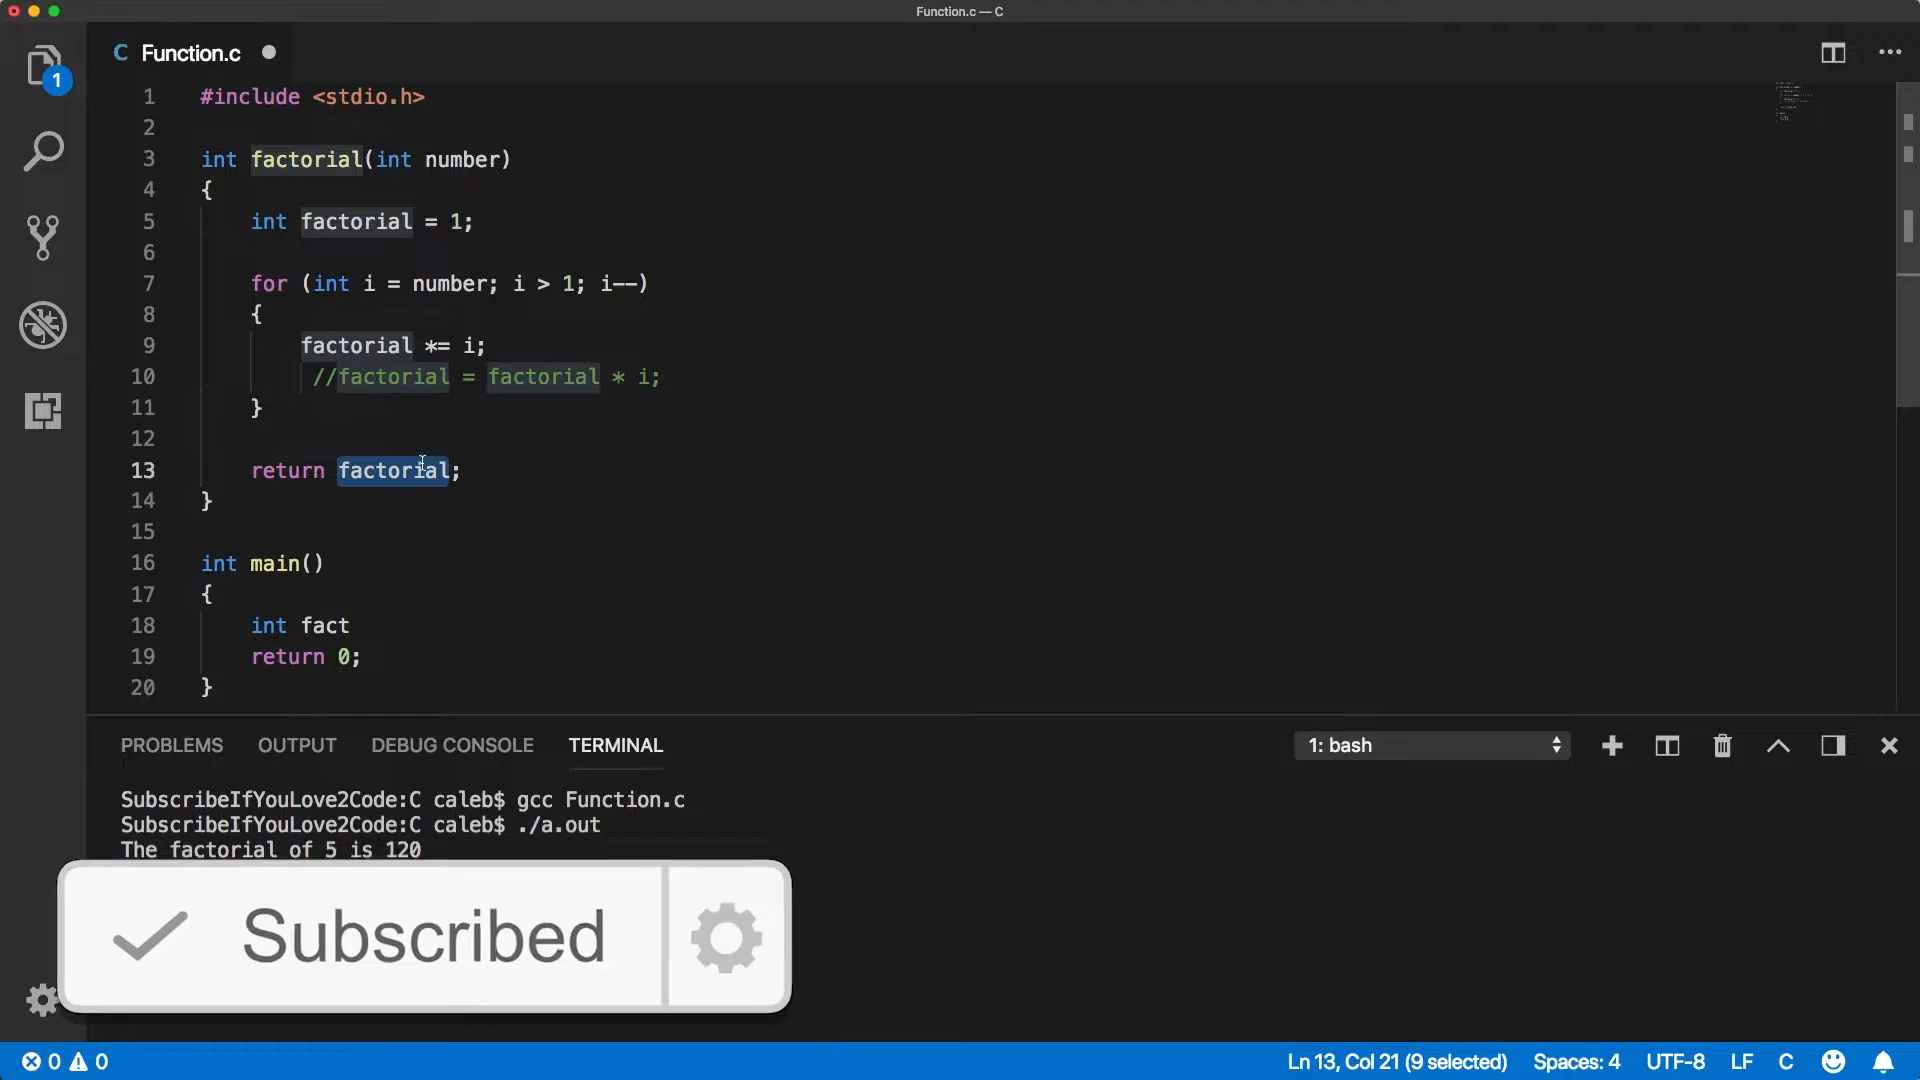 Function.c — C
1
C Function.c
1 #include <stdio.h>
2
3 int factorial(int number)
4 {
5 int factorial = 1;
6
7 for (int i = number; i > 1; i--)
8 {
9 factorial *= i;
10 //factorial = factorial * i;
11 }
12
13 return factorial;
14 }
15
16 int main()
17 {
18 int fact
19 return 0;
20 }
PROBLEMS OUTPUT DEBUG CONSOLE TERMINAL 1: bash
SubscribeIfYouLove2Code:C caleb$ gcc Function.c
SubscribeIfYouLove2Code:C caleb$ ./a.out
The factorial of 5 is 120
Subscribed
0 0 Ln 13, Col 21 (9 selected) Spaces: 4 UTF-8 LF C